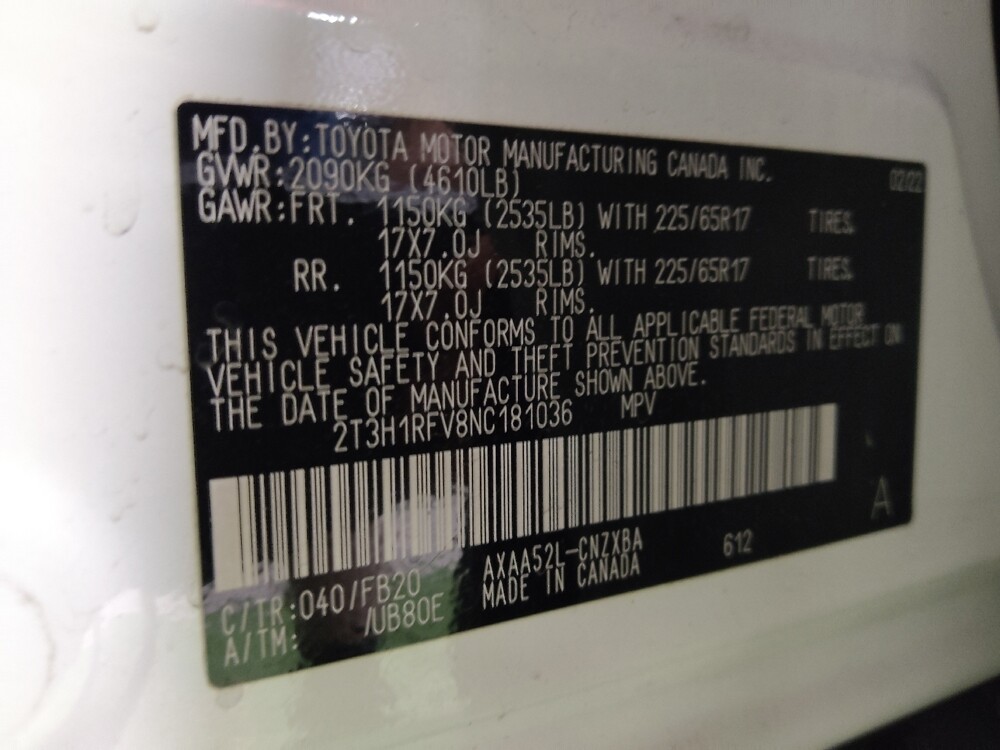 MFD.BY:TOYOTA MOTOR MANUFACTURING CANADA INC.
GVWR:2090KG (4610LB) 02/22
GAWR:FRT. 1150KG (2535LB) WITH 225/65R17 TIRES.
17X7.0J RIMS.
RR. 1150KG (2535LB) WITH 225/65R17 TIRES.
17X7.0J RIMS.
THIS VEHICLE CONFORMS TO ALL APPLICABLE FEDERAL MOTOR
VEHICLE SAFETY AND THEFT PREVENTION STANDARDS IN EFFECT ON
THE DATE OF MANUFACTURE SHOWN ABOVE.
2T3H1RFV8NC181036 MPV
A
C/TR:040/FB20 AXAA52L-CNZXBA 612
A/TM: /UB80E MADE IN CANADA